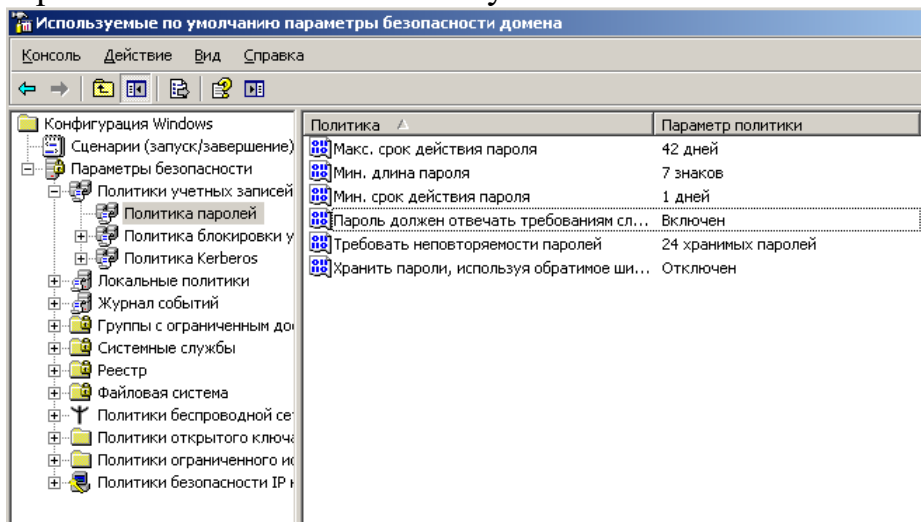 Используемые по умолчанию параметры безопасности домена
Консоль Действие Вид Справка
Политика Параметр политики
Конфигурация Windows
Сценарии (запуск/завершение)
Параметры безопасности
Политики учетных записей
Политика паролей
Политика блокировки у
Политика Kerberos
Локальные политики
Журнал событий
Группы с ограниченным до
Системные службы
Реестр
Файловая система
Политики беспроводной се
Политики открытого ключа
Политики ограниченного ис
Политики безопасности IP
Макс. срок действия пароля 42 дней
Мин. длина пароля 7 знаков
Мин. срок действия пароля 1 дней
Пароль должен отвечать требованиям сл... Включен
Требовать неповторяемости паролей 24 хранимых паролей
Хранить пароли, используя обратимое ши... Отключен